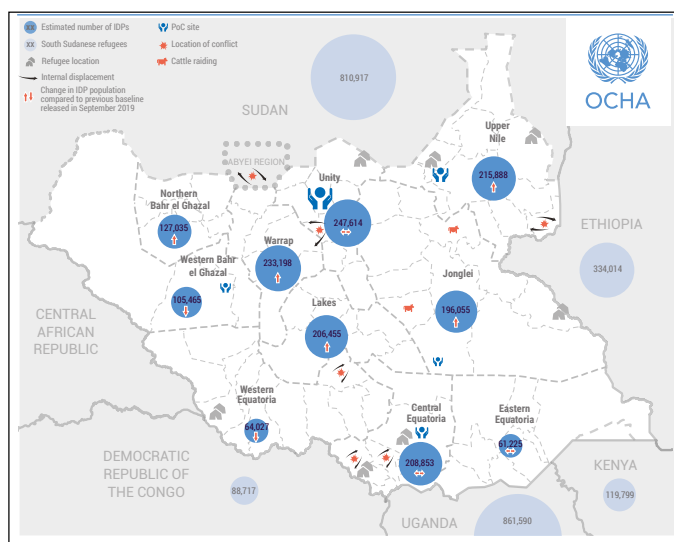 xx Estimated number of IDPs
xx South Sudanese refugees
Refugee location
Internal displacement
Change in IDP population
compared to previous baseline
released in September 2019
PoC site
Location of conflict
Cattle raiding
OCHA
810,917
SUDAN
ABYEI REGION
Upper
Nile
215,888
Unity
247,614
Northern
Bahr el Ghazal
127,035
Warrap
233,198
Western Bahr
el Ghazal
105,465
ETHIOPIA
334,014
Jonglei
196,055
Lakes
206,455
CENTRAL
AFRICAN
REPUBLIC
Western
Equatoria
64,027
Central
Equatoria
208,853
Eastern
Equatoria
61,225
DEMOCRATIC
REPUBLIC OF
THE CONGO
88,717
KENYA
119,799
UGANDA
861,590